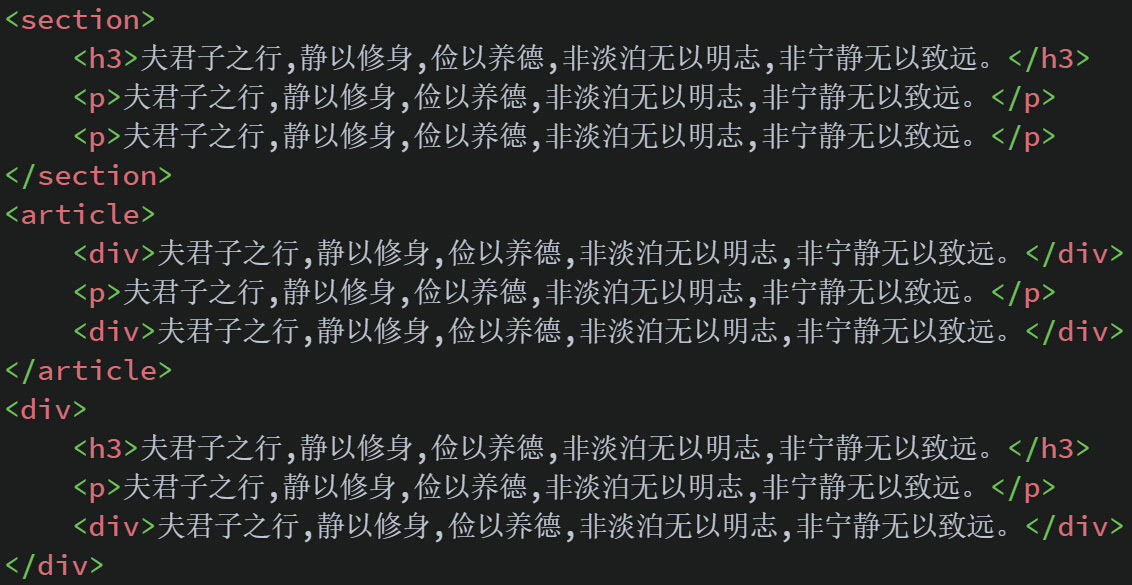 <section>
    <h3>夫君子之行,静以修身,俭以养德,非淡泊无以明志,非宁静无以致远。</h3>
    <p>夫君子之行,静以修身,俭以养德,非淡泊无以明志,非宁静无以致远。</p>
    <p>夫君子之行,静以修身,俭以养德,非淡泊无以明志,非宁静无以致远。</p>
</section>
<article>
    <div>夫君子之行,静以修身,俭以养德,非淡泊无以明志,非宁静无以致远。</div>
    <p>夫君子之行,静以修身,俭以养德,非淡泊无以明志,非宁静无以致远。</p>
    <div>夫君子之行,静以修身,俭以养德,非淡泊无以明志,非宁静无以致远。</div>
</article>
<div>
    <h3>夫君子之行,静以修身,俭以养德,非淡泊无以明志,非宁静无以致远。</h3>
    <p>夫君子之行,静以修身,俭以养德,非淡泊无以明志,非宁静无以致远。</p>
    <div>夫君子之行,静以修身,俭以养德,非淡泊无以明志,非宁静无以致远。</div>
</div>